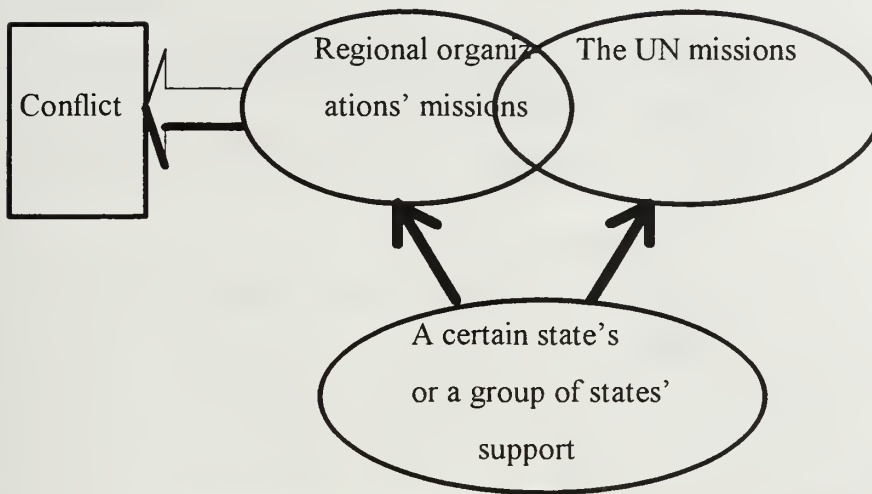 Conflict
Regional organiz-
ations' missions
The UN missions
A certain state's
or a group of states'
support